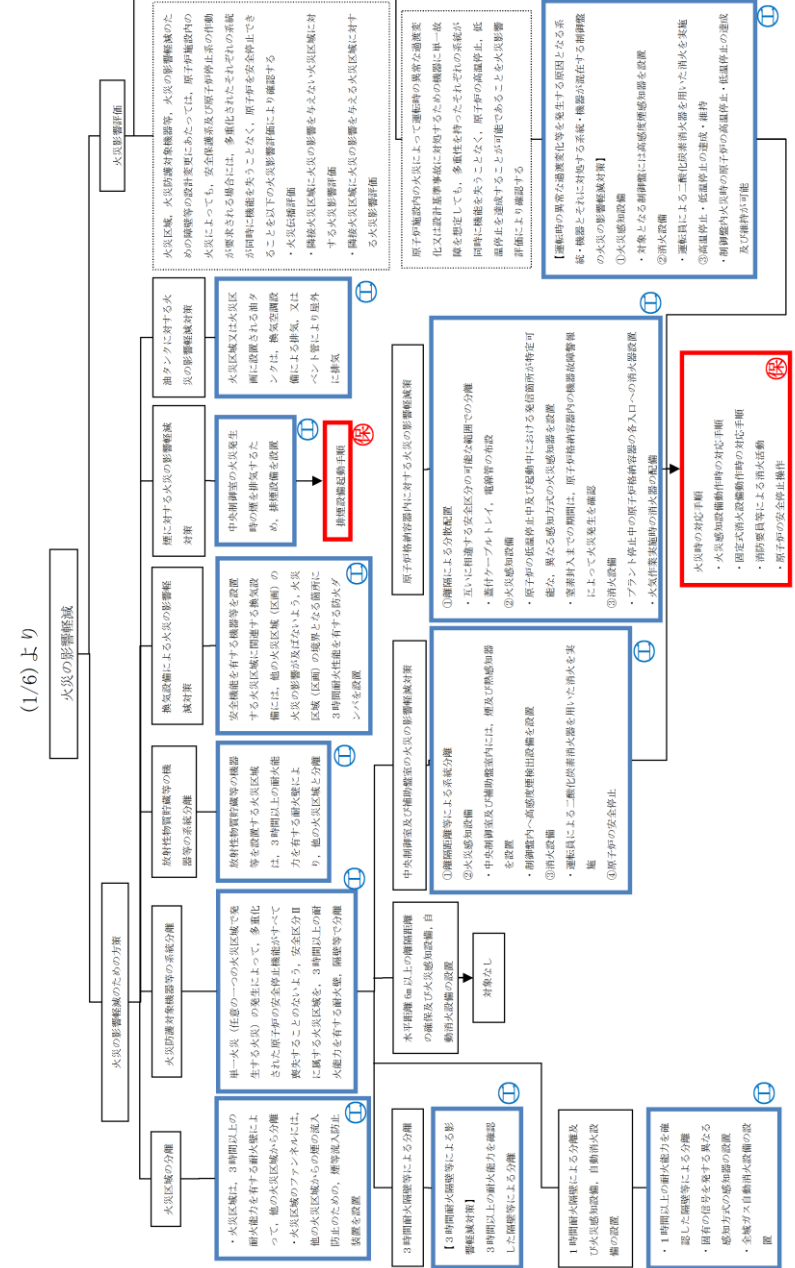 (1/6)より
火災の影響軽減
火災の影響軽減のための方策
火災区域の分離
・火災区域は，3時間以上の
耐火能力を有する耐火壁によ
って，他の火災区域から分離
・火災区域のファンネルには，
他の火災区域からの煙の流入
防止のための，煙等流入防止
装置を設置
工
火災防護対象機器等の系統分離
単一火災（任意の一つの火災区域で発
生する火災）の発生によって，多重化
された原子炉の安全停止機能がすべて
喪失することのないよう，安全区分Ⅱ
に属する火災区域を，3時間以上の耐
火能力を有する耐火壁，隔壁等で分離
工
放射性物質貯蔵等の機
器等の系統分離
放射性物質貯蔵等の機器
等を設置する火災区域
は，3時間以上の耐火能
力を有する耐火壁によ
り，他の火災区域と分離
工
換気設備による火災の影響軽
減対策
安全機能を有する機器等を設置
する火災区域に関連する換気設
備には，他の火災区域（区画）の
火災の影響が及ばないよう，火災
区域（区画）の境界となる箇所に
3時間耐火性能を有する防火ダ
ンパを設置
工
煙に対する火災の影響軽減
対策
中央制御室の火災発生
時の煙を排気するた
め，排煙設備を設置
工
排煙設備起動手順
保
油タンクに対する火
災の影響軽減対策
火災区域又は火災区
画に設置される油タ
ンクは，換気空調設
備による排気，又は
ベント管により屋外
に排気
工
火災影響評価
火災区域，火災防護対象機器等，火災の影響軽減のた
めの障壁等の設計変更にあたっては，原子炉施設内の
火災によっても，安全保護系及び原子炉停止系の作動
が要求される場合には，多重化されたそれぞれの系統
が同時に機能を失うことなく，原子炉を安全停止でき
ることを以下の火災影響評価により確認する
・火災伝播評価
・隣接火災区域に火災の影響を与えない火災区域に対
する火災影響評価
・隣接火災区域に火災の影響を与える火災区域に対す
る火災影響評価
3時間耐火隔壁等による分離
【3時間耐火隔壁等による影
響軽減対策】
3時間以上の耐火能力を確認
した隔壁等による分離
工
水平距離6m以上の離隔距離
の確保及び火災感知設備，自
動消火設備の設置
対象なし
1時間耐火隔壁による分離及
び火災感知設備，自動消火設
備の設置
・1時間以上の耐火能力を確
認した隔壁等による分離
・固有の信号を発する異なる
感知方式の感知器の設置
・全域ガス自動消火設備の設
置
工
中央制御室及び補助盤室の火災の影響軽減対策
①離隔距離等による系統分離
②火災感知設備
・中央制御室及び補助盤室内には，煙及び熱感知器
を設置
・制御盤内へ高感度煙検出設備を設置
③消火設備
・運転員による二酸化炭素消火器を用いた消火を実
施
④原子炉の安全停止
工
原子炉格納容器内に対する火災の影響軽減対策
①離隔による分散配置
・互いに相違する安全区分の可能な範囲での分離
・蓋付ケーブルトレイ，電線管の布設
②火災感知設備
・原子炉の低温停止中及び起動中における発信箇所が特定可
能な，異なる感知方式の火災感知器を設置
・窒素封入までの期間は，原子炉格納容器内の機器故障警報
によって火災発生を確認
③消火設備
・プラント停止中の原子炉格納容器の各入口への消火器設置
・火気作業実施時の消火器の配備
工
原子炉施設内の火災によって運転時の異常な過渡変
化又は設計基準事故に対処するための機器に単一故
障を想定しても，多重性を持ったそれぞれの系統が
同時に機能を失うことなく，原子炉の高温停止，低
温停止を達成することが可能であることを火災影響
評価により確認する
【運転時の異常な過渡変化等を発生する原因となる系
統・機器とそれに対処する系統・機器が混在する制御盤
の火災の影響軽減対策】
①火災感知設備
・対象となる制御盤には高感度煙感知器を設置
②消火設備
・運転員による二酸化炭素消火器を用いた消火を実施
③高温停止・低温停止の達成・維持
・制御盤内火災時の原子炉の高温停止・低温停止の達成
及び維持が可能
工
火災時の対応手順
・火災感知設備動作時の対応手順
・固定式消火設備動作時の対応手順
・消防要員等による消火活動
・原子炉の安全停止操作
保